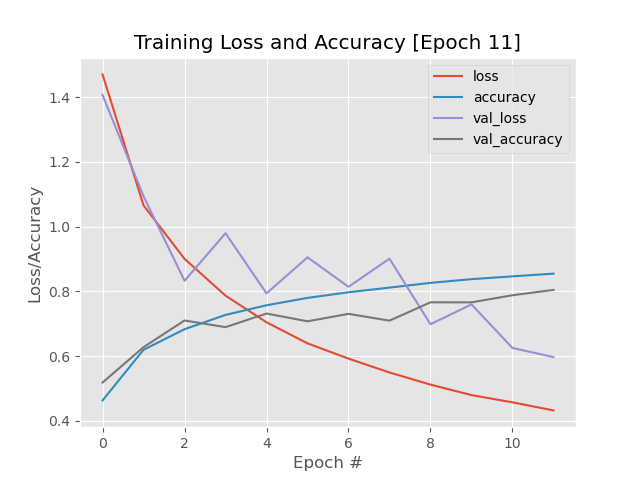 Training Loss and Accuracy [Epoch 11]
loss
accuracy
val_loss
val_accuracy
1.4
1.2
1.0
0.8
0.6
0.4
Loss/Accuracy
0 2 4 6 8 10
Epoch #